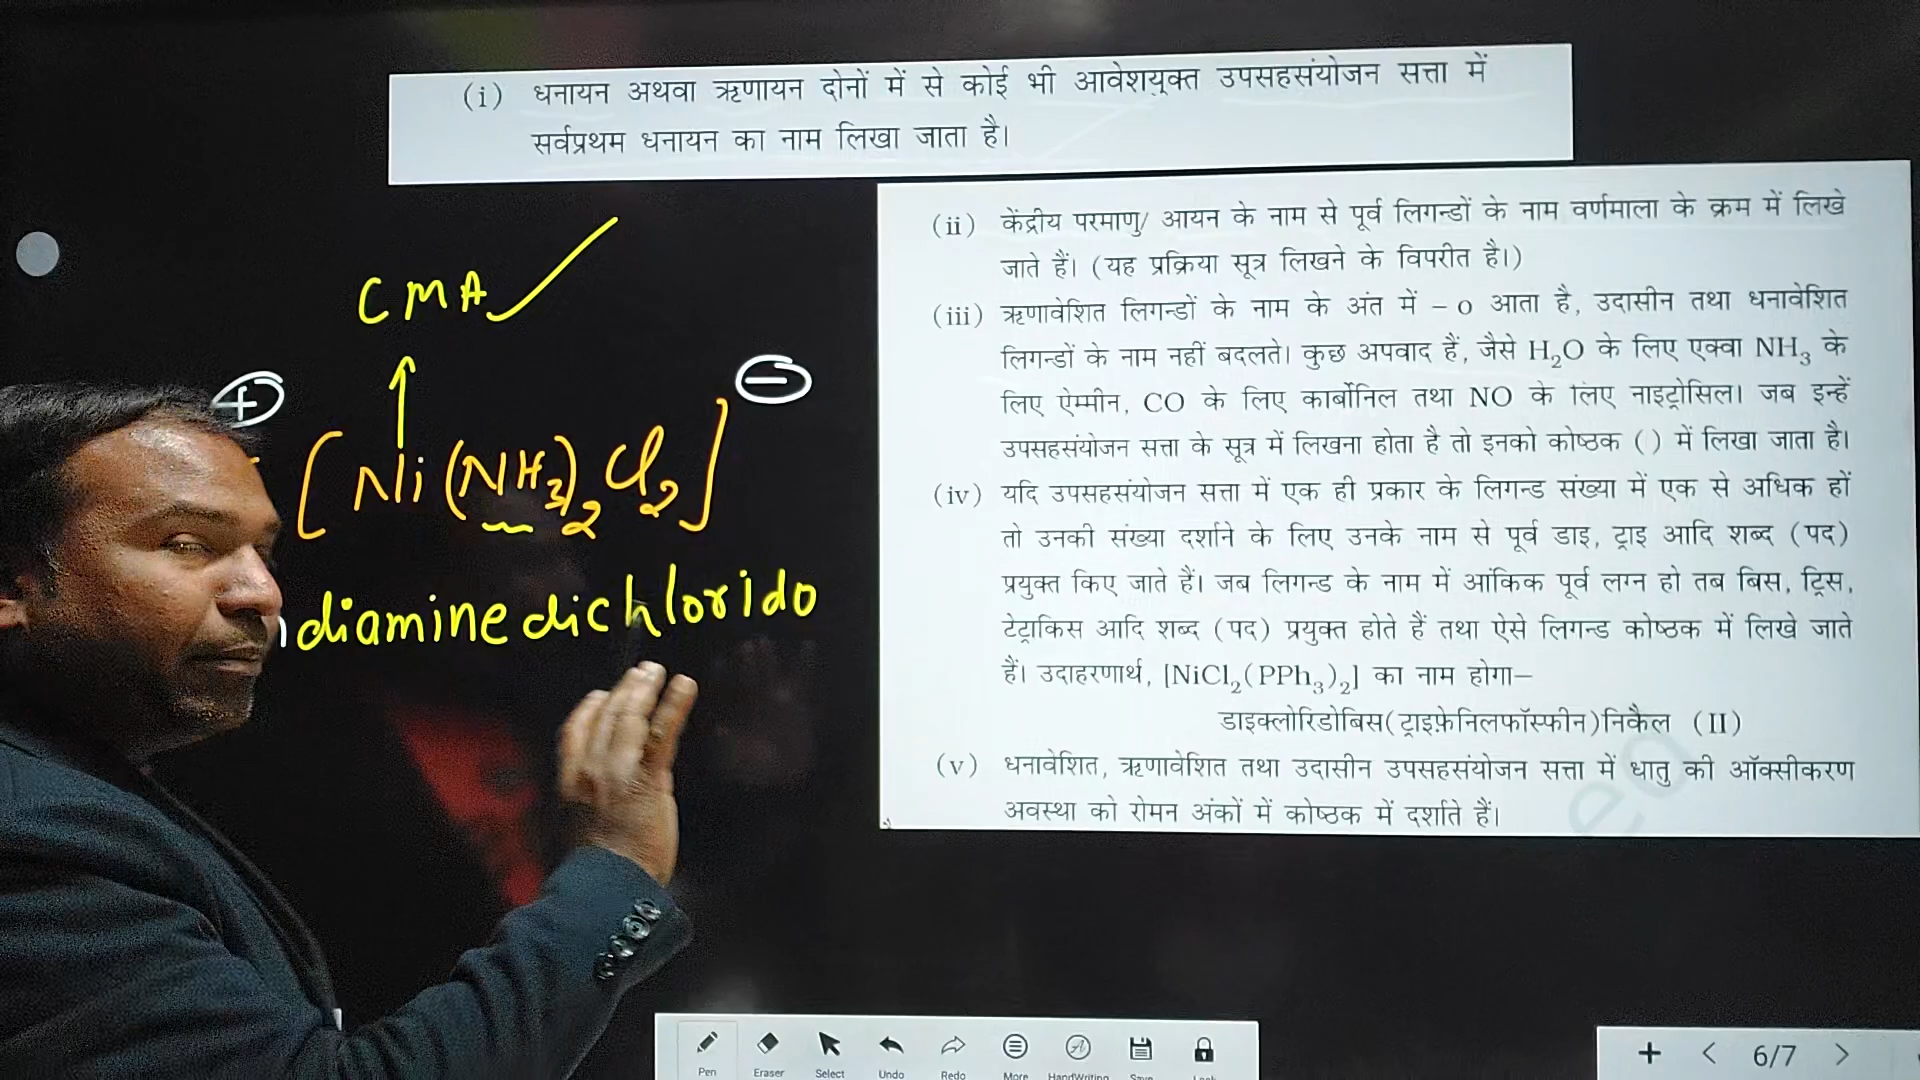 (i) धनायन अथवा ऋणायन दोनों में से कोई भी आवेशयुक्त उपसहसंयोजन सत्ता में
सर्वप्रथम धनायन का नाम लिखा जाता है।
(ii) केंद्रीय परमाणु/ आयन के नाम से पूर्व लिगन्डों के नाम वर्णमाला के क्रम में लिखे
जाते हैं। (यह प्रक्रिया सूत्र लिखने के विपरीत है।)
(iii) ऋणावेशित लिगन्डों के नाम के अंत में – o आता है, उदासीन तथा धनावेशित
लिगन्डों के नाम नहीं बदलते। कुछ अपवाद हैं, जैसे H₂O के लिए एक्वा NH₃ के
लिए ऐम्मीन, CO के लिए कार्बोनिल तथा NO के लिए नाइट्रोसिल। जब इन्हें
उपसहसंयोजन सत्ता के सूत्र में लिखना होता है तो इनको कोष्ठक () में लिखा जाता है।
(iv) यदि उपसहसंयोजन सत्ता में एक ही प्रकार के लिगन्ड संख्या में एक से अधिक हों
तो उनकी संख्या दर्शाने के लिए उनके नाम से पूर्व डाइ, ट्राइ आदि शब्द (पद)
प्रयुक्त किए जाते हैं। जब लिगन्ड के नाम में आंकिक पूर्व लग्न हो तब बिस, ट्रिस,
टेट्राकिस आदि शब्द (पद) प्रयुक्त होते हैं तथा ऐसे लिगन्ड कोष्ठक में लिखे जाते
हैं। उदाहरणार्थ, [NiCl₂(PPh₃)₂] का नाम होगा–
डाइक्लोरिडोबिस(ट्राइफ़ेनिलफॉस्फीन)निकैल (II)
(v) धनावेशित, ऋणावेशित तथा उदासीन उपसहसंयोजन सत्ता में धातु की ऑक्सीकरण
अवस्था को रोमन अंकों में कोष्ठक में दर्शाते हैं।
CMA
+
−
[Ni(NH₃)₂Cl₂]
diamine dichlorido
Pen Eraser Select Undo Redo More HandWriting Save
+ < 6/7 >